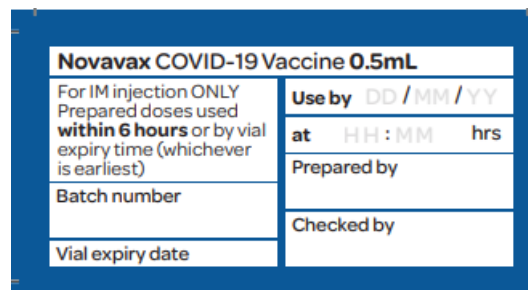 Novavax COVID-19 Vaccine 0.5mL
For IM injection ONLY
Prepared doses used
within 6 hours or by vial
expiry time (whichever
is earliest)
Batch number
Vial expiry date
Use by DD / MM / YY
at HH : MM hrs
Prepared by
Checked by